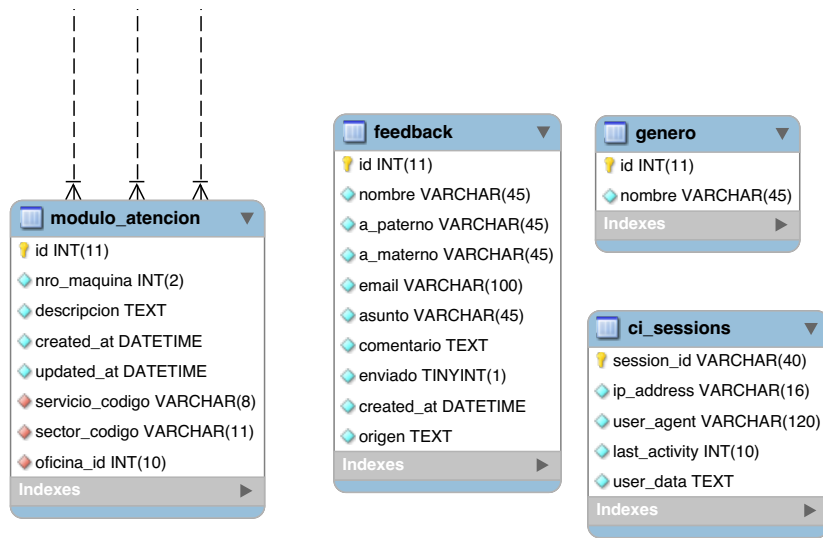 modulo_atencion
id INT(11)
nro_maquina INT(2)
descripcion TEXT
created_at DATETIME
updated_at DATETIME
servicio_codigo VARCHAR(8)
sector_codigo VARCHAR(11)
oficina_id INT(10)
Indexes
feedback
id INT(11)
nombre VARCHAR(45)
a_paterno VARCHAR(45)
a_materno VARCHAR(45)
email VARCHAR(100)
asunto VARCHAR(45)
comentario TEXT
enviado TINYINT(1)
created_at DATETIME
origen TEXT
Indexes
genero
id INT(11)
nombre VARCHAR(45)
Indexes
ci_sessions
session_id VARCHAR(40)
ip_address VARCHAR(16)
user_agent VARCHAR(120)
last_activity INT(10)
user_data TEXT
Indexes